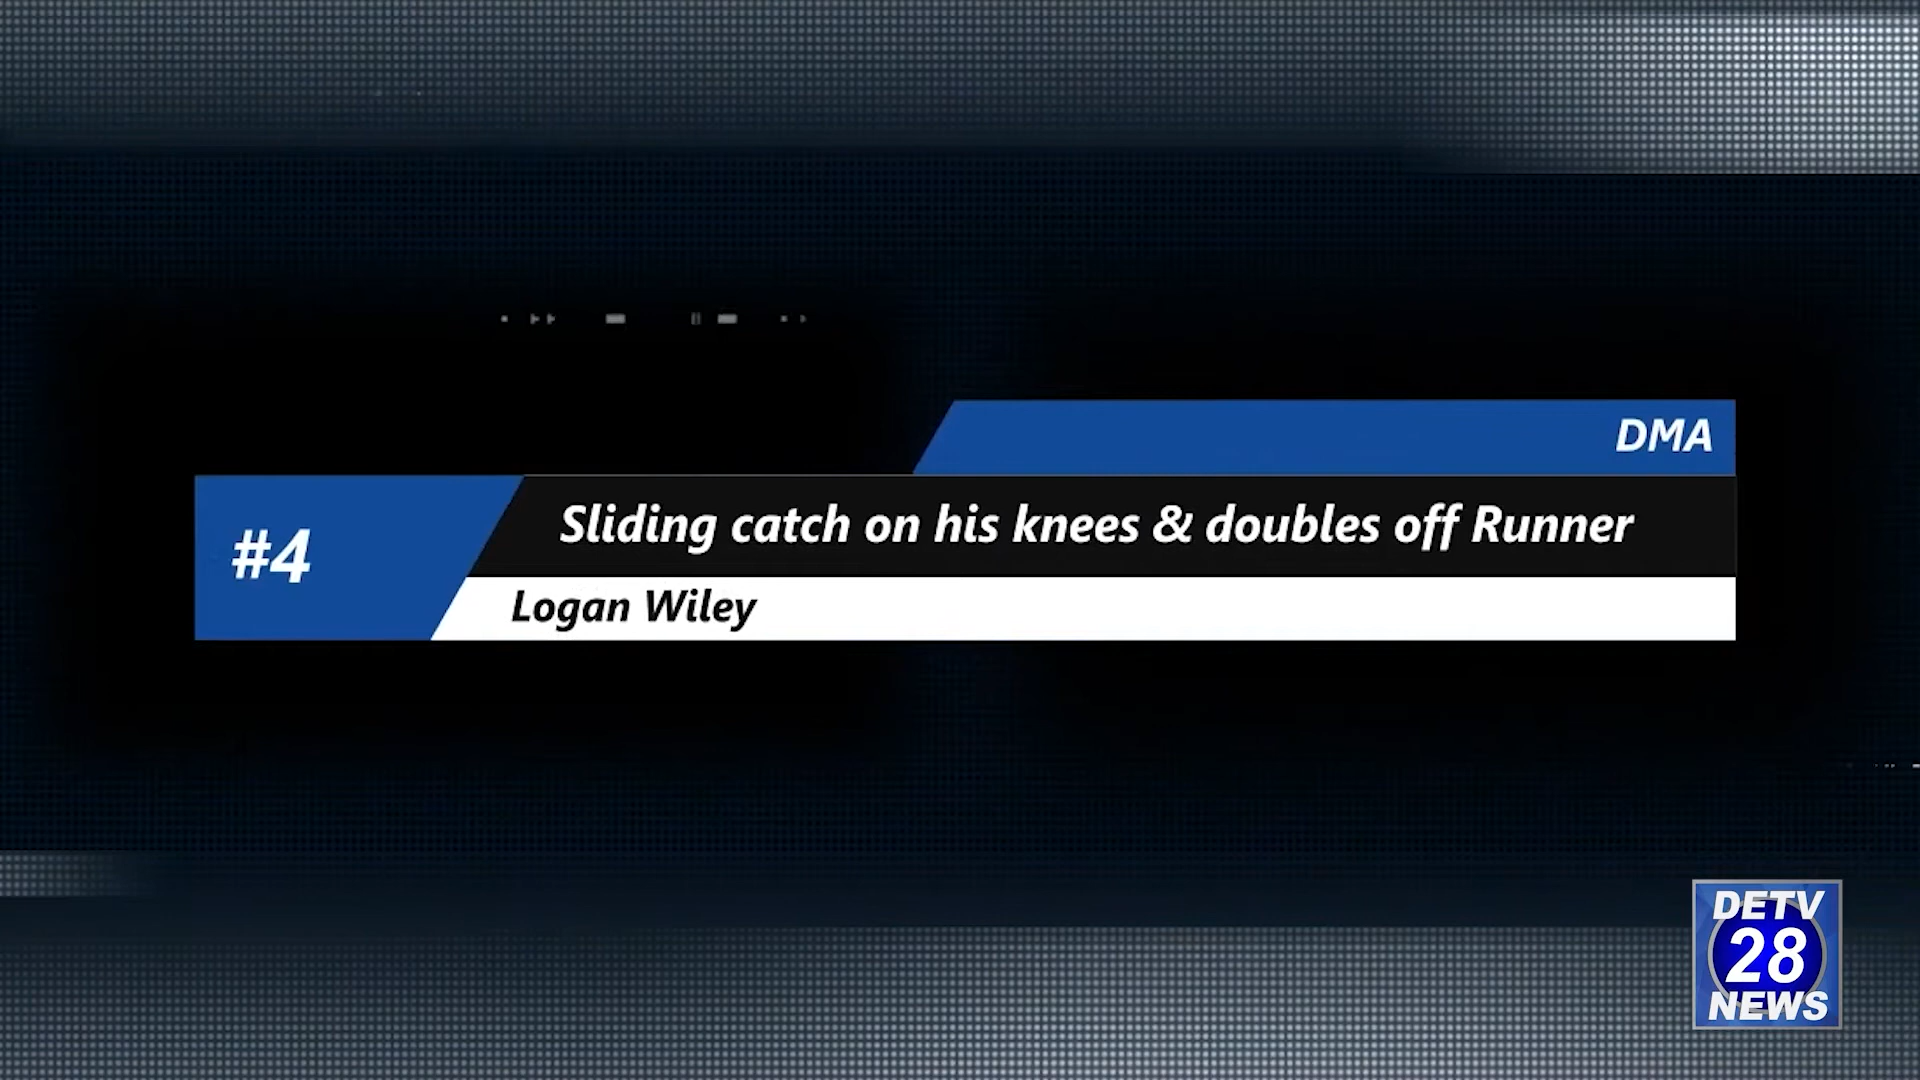 DMA
#4
Sliding catch on his knees & doubles off Runner
Logan Wiley
DETV
28
NEWS